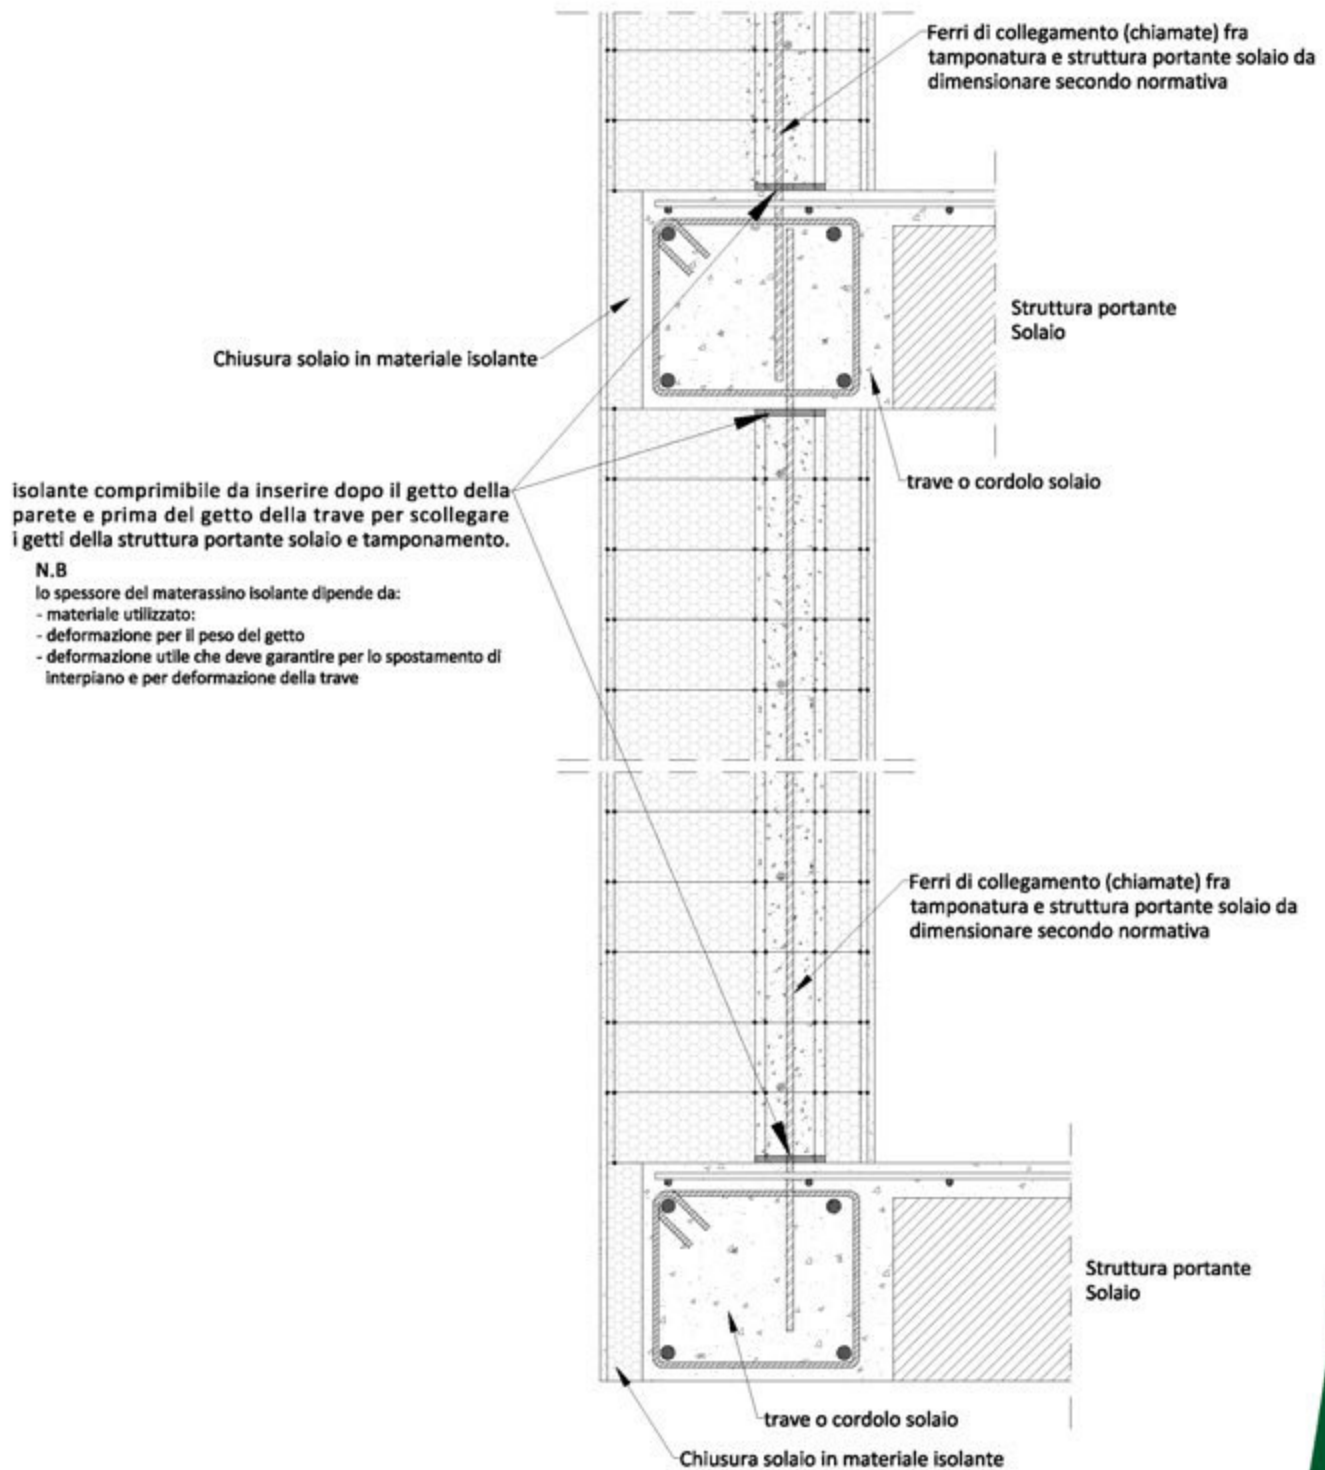 Ferri di collegamento (chiamate) fra
tamponatura e struttura portante solaio da
dimensionare secondo normativa
Struttura portante
Solaio
Chiusura solaio in materiale isolante
trave o cordolo solaio
isolante comprimibile da inserire dopo il getto della
parete e prima del getto della trave per scollegare
i getti della struttura portante solaio e tamponamento.
N.B
lo spessore del materassino isolante dipende da:
- materiale utilizzato:
- deformazione per il peso del getto
- deformazione utile che deve garantire per lo spostamento di
interpiano e per deformazione della trave
Ferri di collegamento (chiamate) fra
tamponatura e struttura portante solaio da
dimensionare secondo normativa
Struttura portante
Solaio
trave o cordolo solaio
Chiusura solaio in materiale isolante